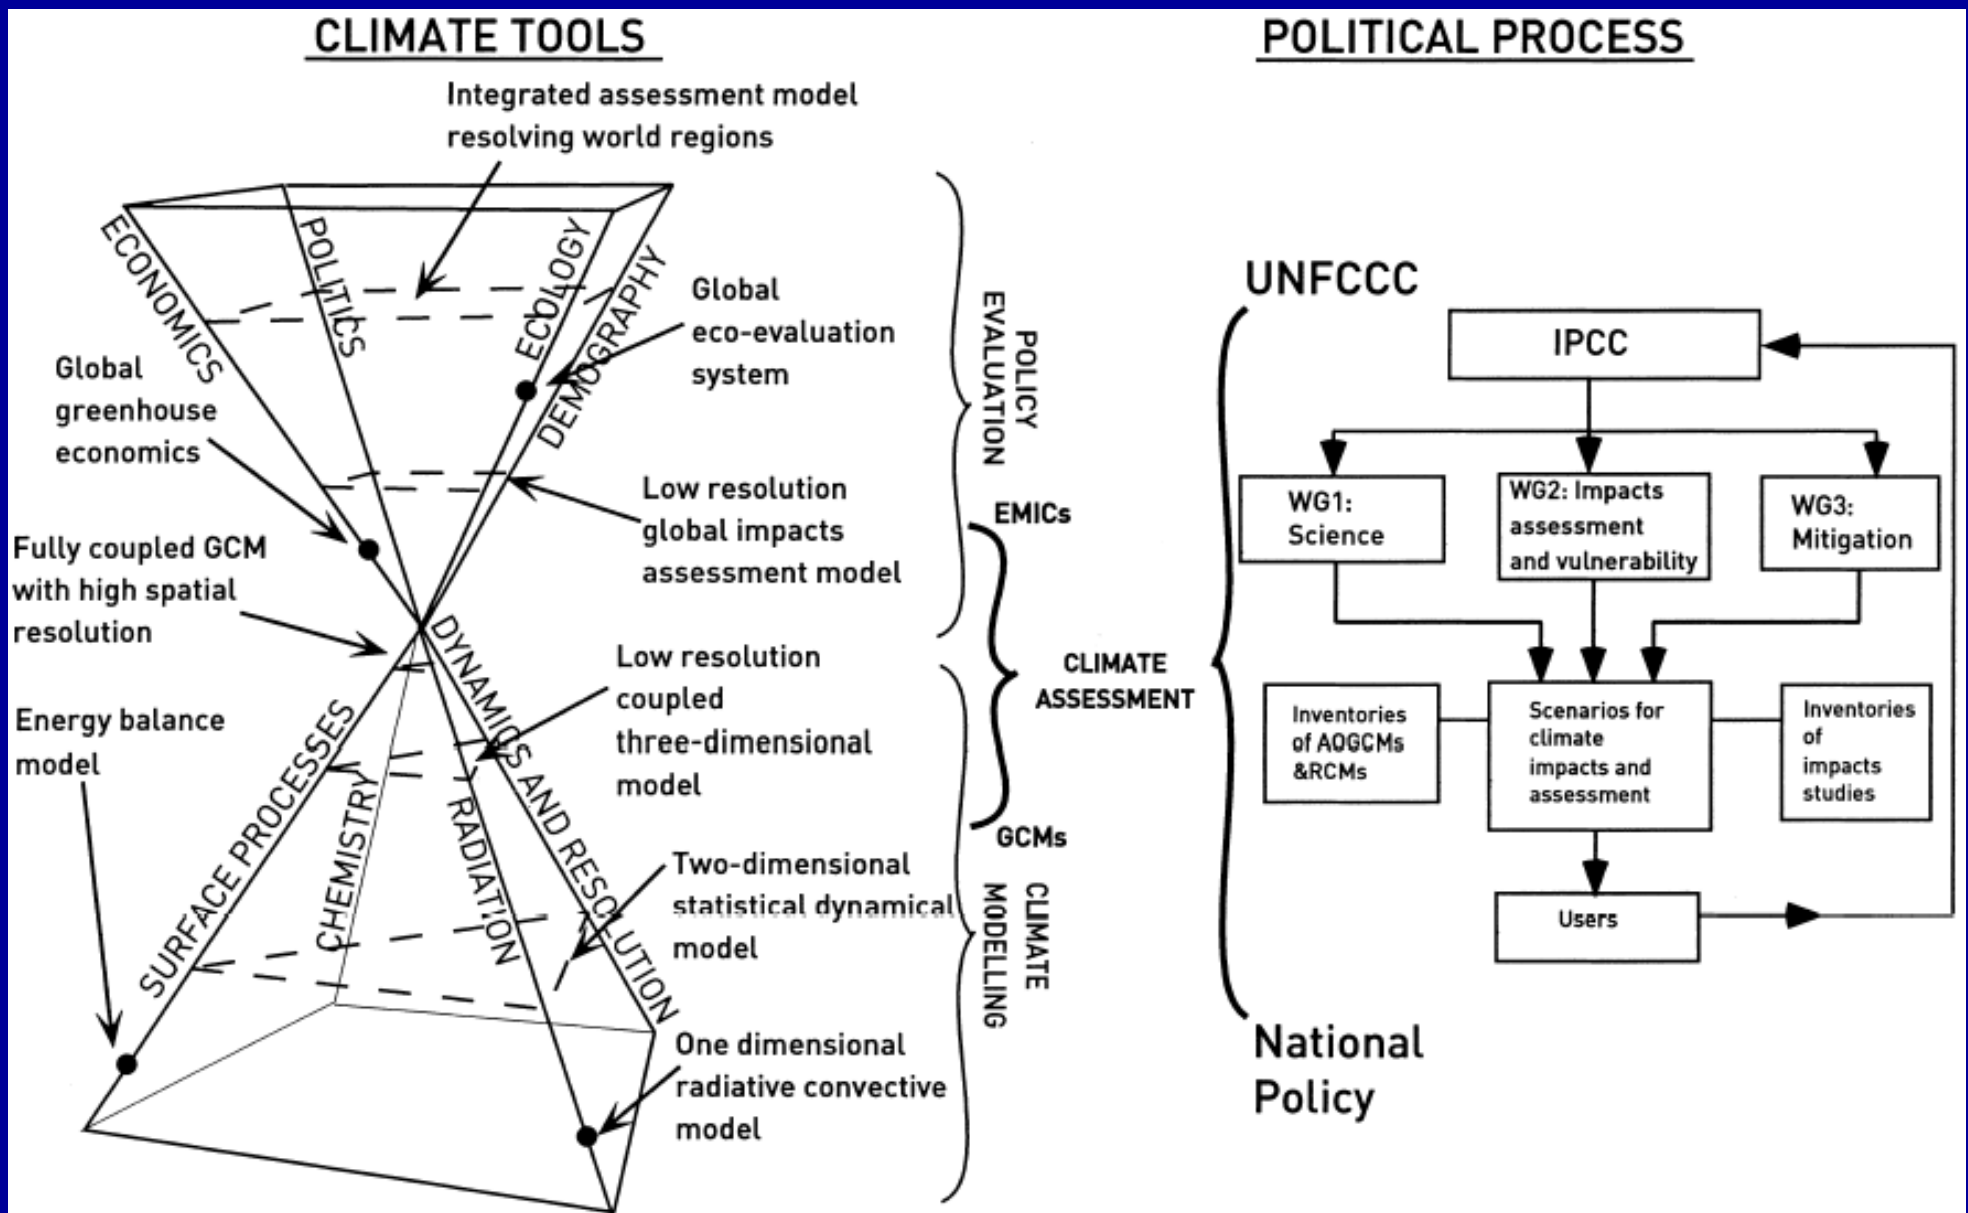 CLIMATE TOOLS
Integrated assessment model
resolving world regions
ECONOMICS
POLITICS
ECOLOGY
DEMOGRAPHY
Global
eco-evaluation
system
Global
greenhouse
economics
Low resolution
global impacts
assessment model
Fully coupled GCM
with high spatial
resolution
Low resolution
coupled
three-dimensional
model
Energy balance
model
SURFACE PROCESSES
CHEMISTRY
RADIATION
DYNAMICS AND RESOLUTION
Two-dimensional
statistical dynamical
model
One dimensional
radiative convective
model
POLICY
EVALUATION
EMICs
GCMs
CLIMATE
MODELLING
CLIMATE
ASSESSMENT
POLITICAL PROCESS
UNFCCC
IPCC
WG1:
Science
WG2: Impacts
assessment
and vulnerability
WG3:
Mitigation
Inventories
of AOGCMs
&RCMs
Scenarios for
climate
impacts and
assessment
Inventories
of
impacts
studies
Users
National
Policy